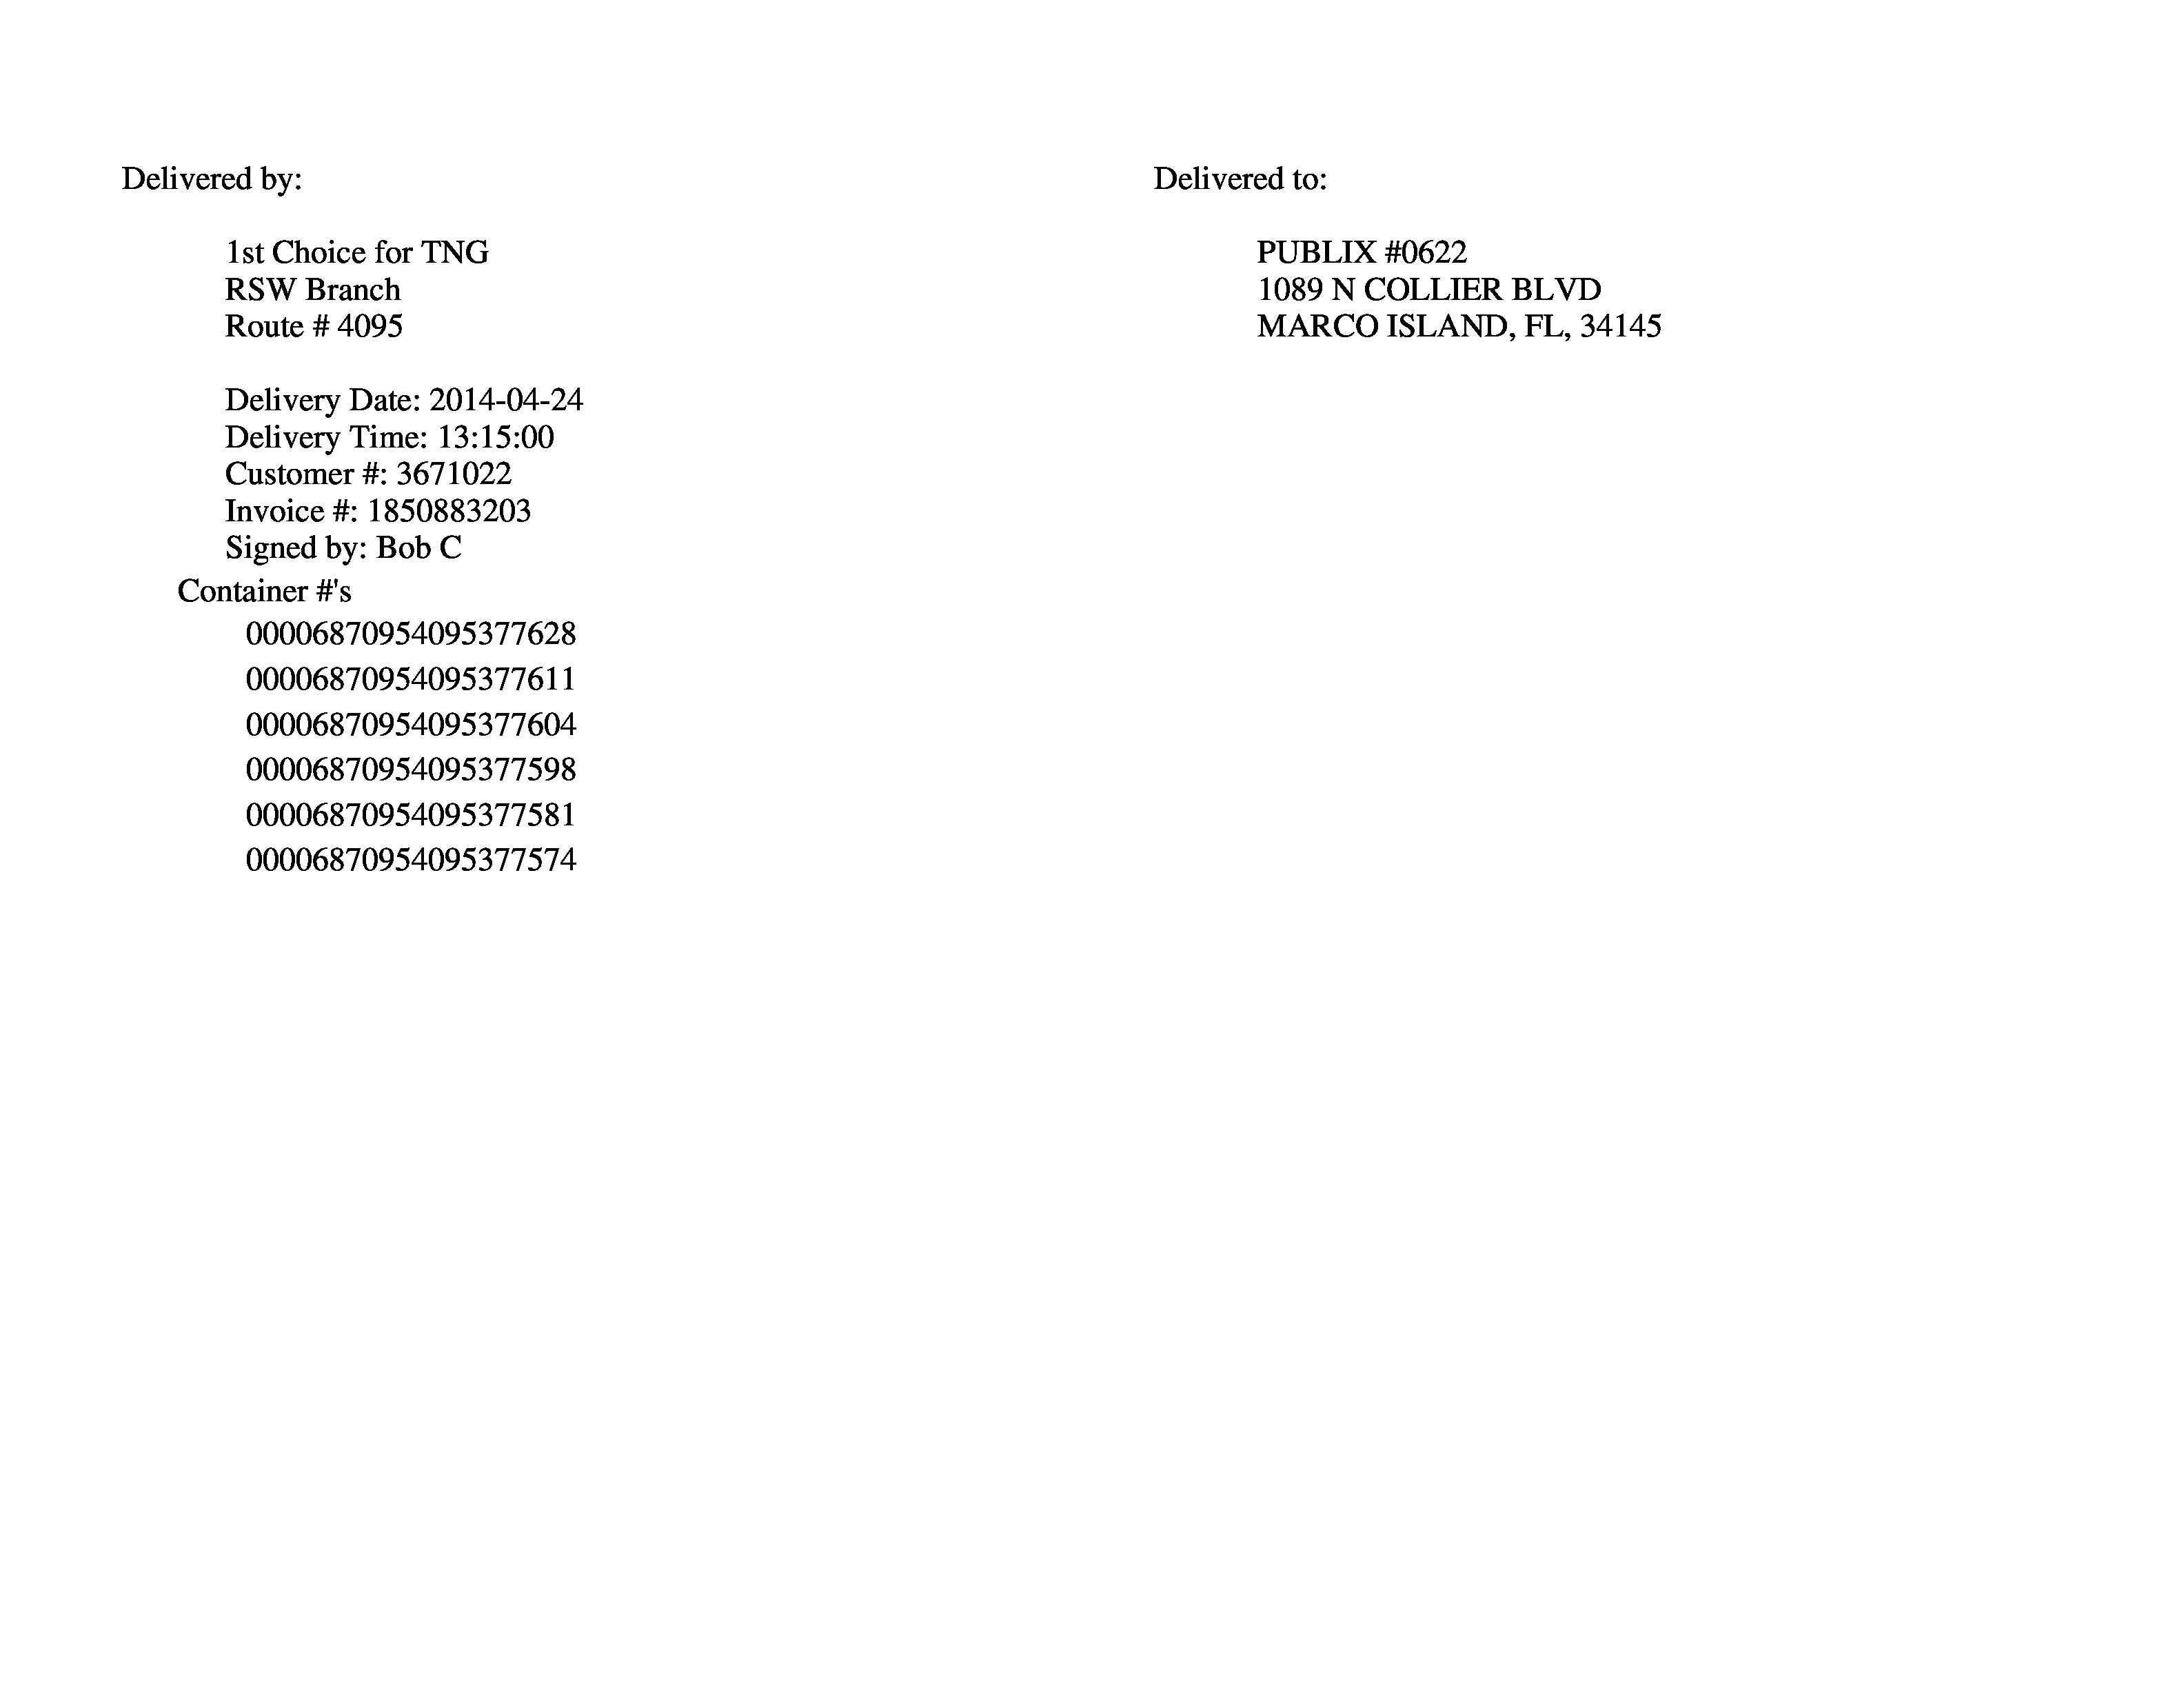 Delivered by:
1st Choice for TNG
RSW Branch
Route # 4095
Delivery Date: 2014-04-24
Delivery Time: 13:15:00
Customer #: 3671022
Invoice #: 1850883203
Signed by: Bob C
Container #'s
00006870954095377628
00006870954095377611
00006870954095377604
00006870954095377598
00006870954095377581
00006870954095377574
Delivered to:
PUBLIX #0622
1089 N COLLIER BLVD
MARCO ISLAND, FL, 34145